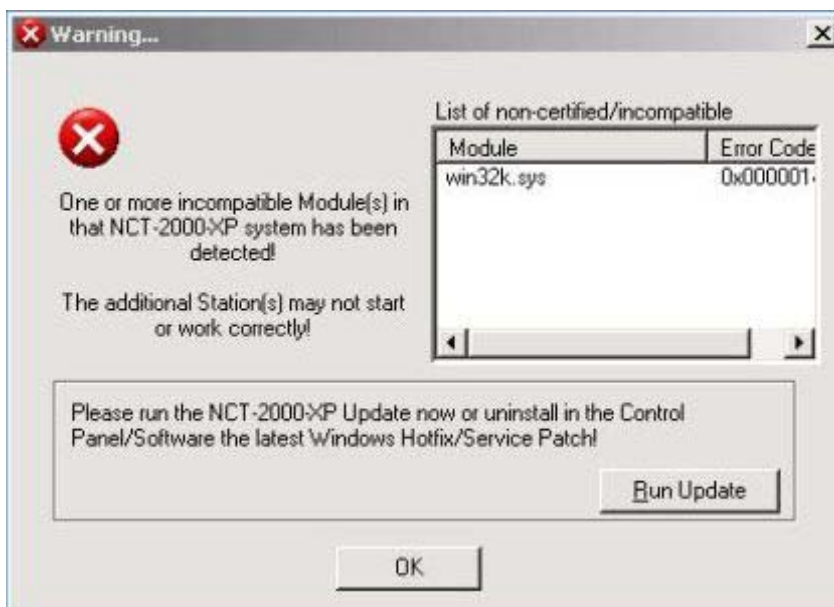 Warning...
List of non-certified/incompatible
Module Error Code
win32k.sys
One or more incompatible Module(s) in
that NCT-2000-XP system has been
detected!
The additional Station(s) may not start
or work correctly!
Please run the NCT-2000-XP Update now or uninstall in the Control
Panel/Software the latest Windows Hotfix/Service Patch!
Run Update
OK